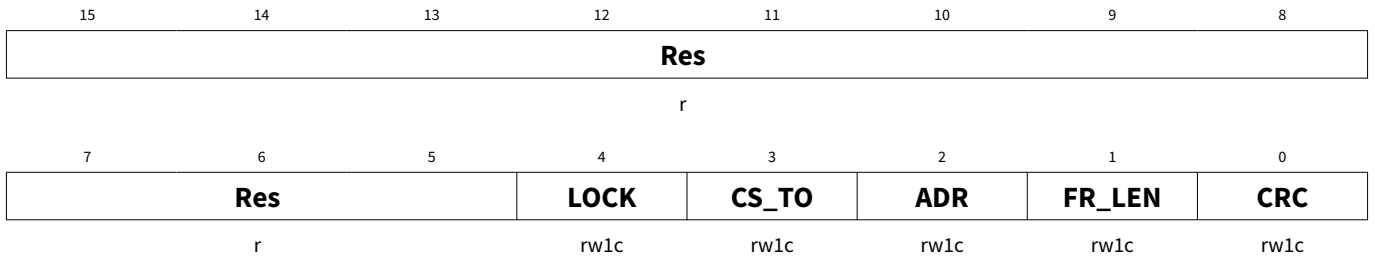 15 14 13 12 11 10 9 8
Res
r
7 6 5 4 3 2 1 0
Res LOCK CS_TO ADR FR_LEN CRC
r rw1c rw1c rw1c rw1c rw1c